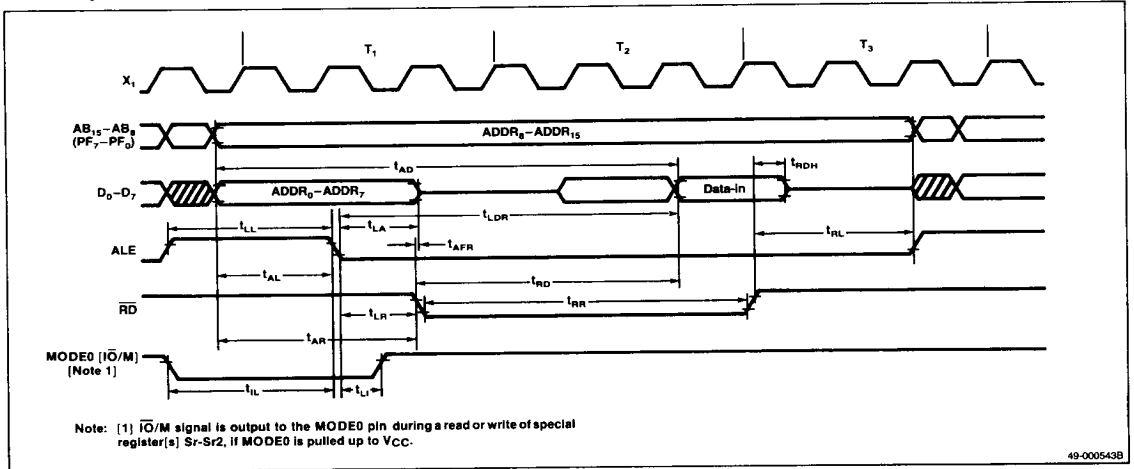 T1 T2 T3
X1
AB15–AB8
(PF7–PF0)
ADDR8–ADDR15
tAD
tRDH
D0–D7
ADDR0–ADDR7
Data-in
tLDR
tLL
tLA
ALE
tAFR
tRL
tAL
tRD
R̅D̅
tRR
tLR
tAR
MODE0 [I̅O̅/M]
[Note 1]
tIL
tLI
Note: [1] I̅O̅/M signal is output to the MODE0 pin during a read or write of special
register[s] Sr-Sr2, if MODE0 is pulled up to VCC.
49-000543B